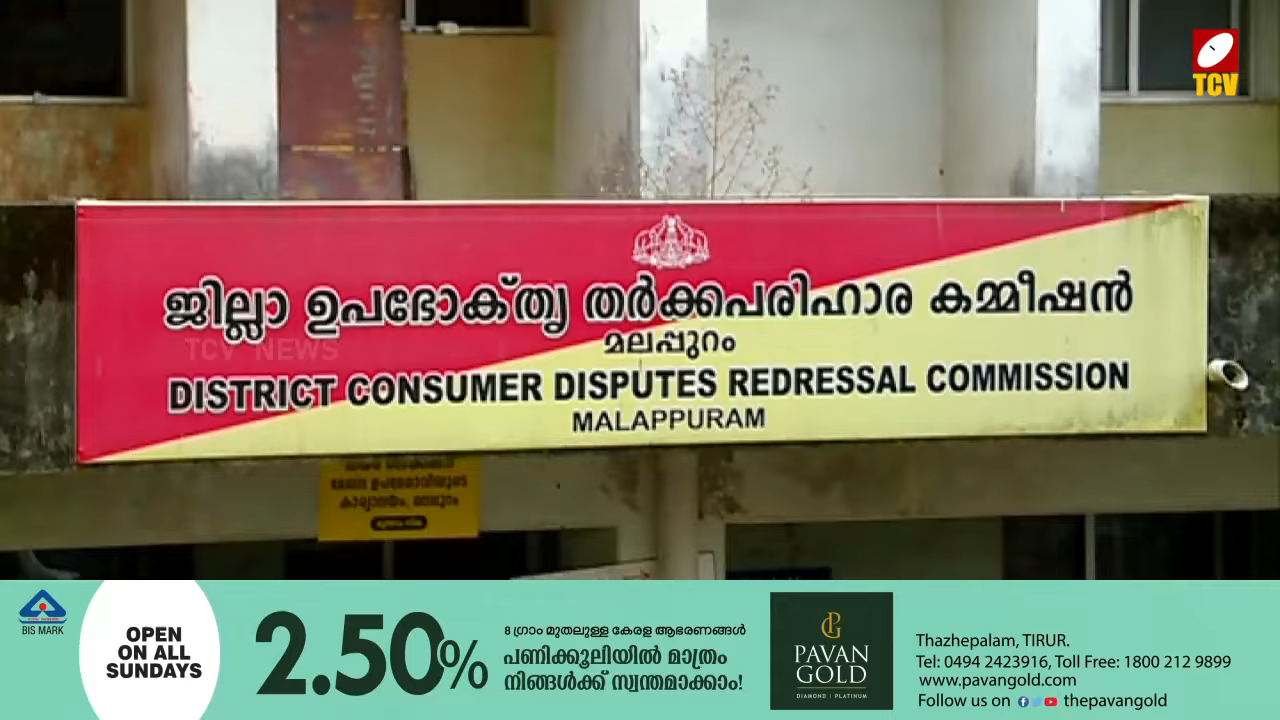 TCV
ജില്ലാ ഉപഭോക്തൃ തർക്കപരിഹാര കമ്മീഷൻ
മലപ്പുറം
TCV NEWS
DISTRICT CONSUMER DISPUTES REDRESSAL COMMISSION
MALAPPURAM
കാര്യാലയം, മലപ്പുറം
BIS MARK
OPEN
ON ALL
SUNDAYS
2.50%
8 ഗ്രാം മുതലുള്ള കേരള ആഭരണങ്ങൾ
പണിക്കൂലിയിൽ മാത്രം
നിങ്ങൾക്ക് സ്വന്തമാക്കാം!
PAVAN
GOLD
DIAMOND | PLATINUM
Thazhepalam, TIRUR.
Tel: 0494 2423916, Toll Free: 1800 212 9899
www.pavangold.com
Follow us on thepavangold